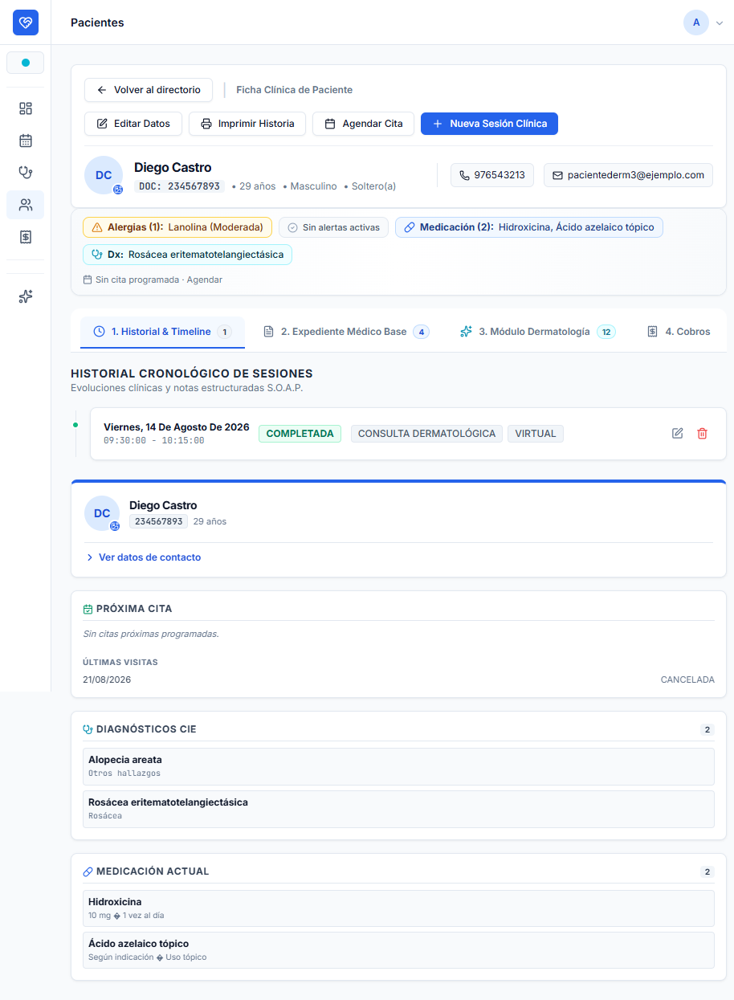 Pacientes
A
Volver al directorio
Ficha Clínica de Paciente
Editar Datos
Imprimir Historia
Agendar Cita
Nueva Sesión Clínica
DC
Diego Castro
DOC: 234567893 • 29 años • Masculino • Soltero(a)
976543213
pacientederm3@ejemplo.com
Alergias (1): Lanolina (Moderada)
Sin alertas activas
Medicación (2): Hidroxicina, Ácido azelaico tópico
Dx: Rosácea eritematotelangiectásica
Sin cita programada · Agendar
1. Historial & Timeline 1
2. Expediente Médico Base 4
3. Módulo Dermatología 12
4. Cobros
HISTORIAL CRONOLÓGICO DE SESIONES
Evoluciones clínicas y notas estructuradas S.O.A.P.
Viernes, 14 De Agosto De 2026
09:30:00 - 10:15:00
COMPLETADA
CONSULTA DERMATOLÓGICA
VIRTUAL
DC
Diego Castro
234567893 29 años
Ver datos de contacto
PRÓXIMA CITA
Sin citas próximas programadas.
ÚLTIMAS VISITAS
21/08/2026 CANCELADA
DIAGNÓSTICOS CIE 2
Alopecia areata
Otros hallazgos
Rosácea eritematotelangiectásica
Rosácea
MEDICACIÓN ACTUAL 2
Hidroxicina
10 mg � 1 vez al día
Ácido azelaico tópico
Según indicación � Uso tópico